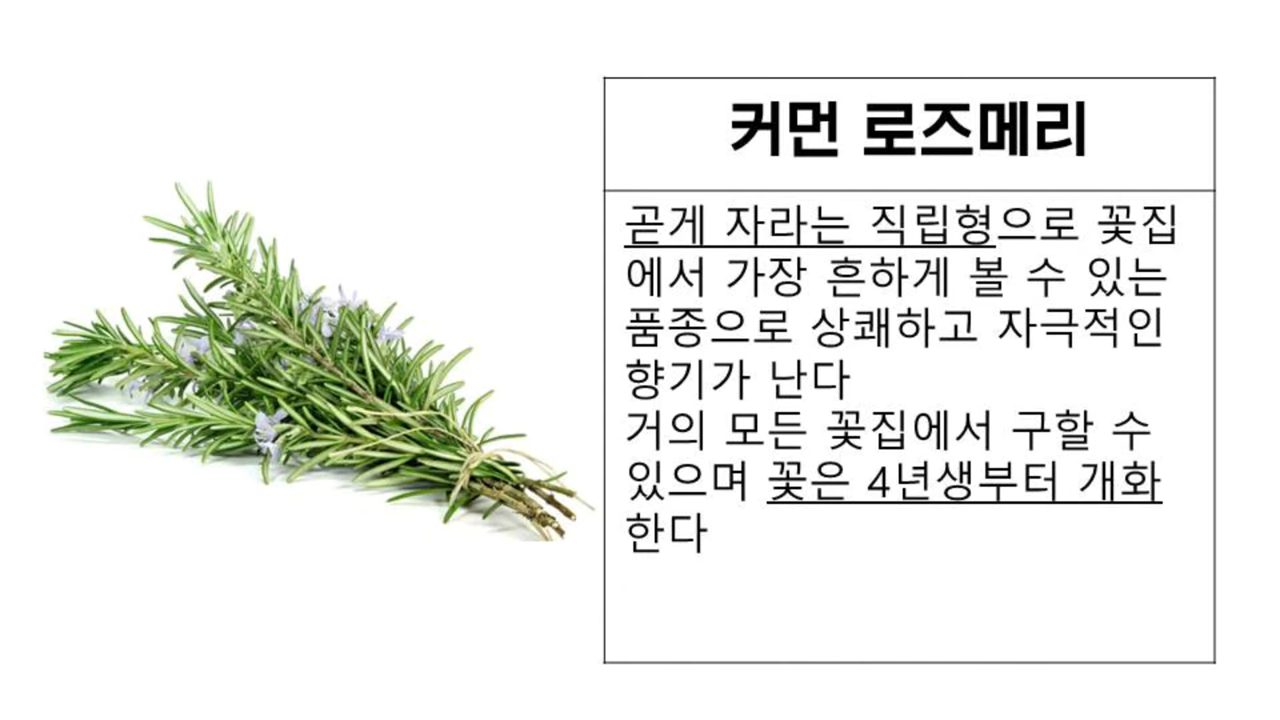 커먼 로즈메리
곧게 자라는 직립형으로 꽃집
에서 가장 흔하게 볼 수 있는
품종으로 상쾌하고 자극적인
향기가 난다
거의 모든 꽃집에서 구할 수
있으며 꽃은 4년생부터 개화
한다